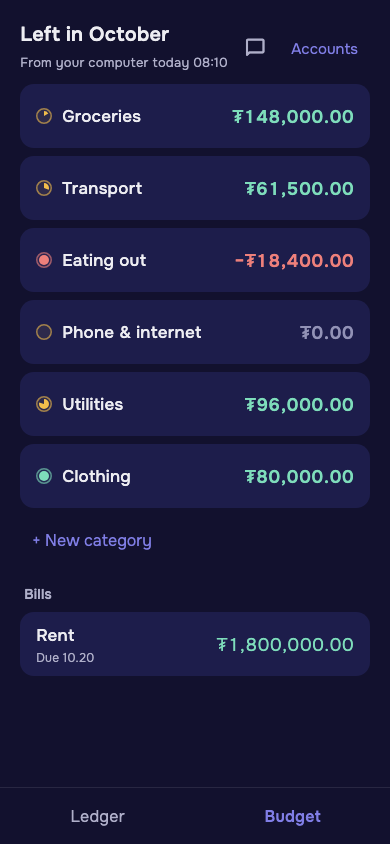 Left in October
From your computer today 08:10
Accounts
Groceries ₮148,000.00
Transport ₮61,500.00
Eating out −₮18,400.00
Phone & internet ₮0.00
Utilities ₮96,000.00
Clothing ₮80,000.00
+ New category
Bills
Rent ₮1,800,000.00
Due 10.20
Ledger Budget